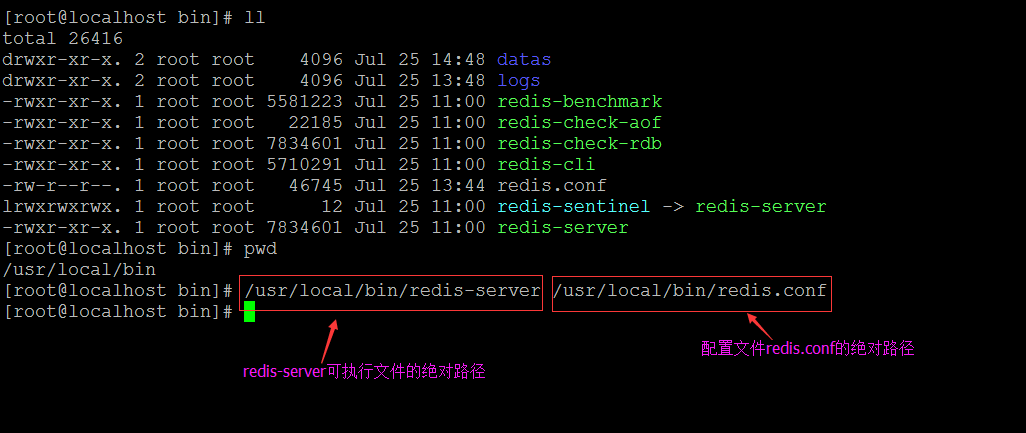 [root@localhost bin]# ll
total 26416
drwxr-xr-x. 2 root root    4096 Jul 25 14:48 datas
drwxr-xr-x. 2 root root    4096 Jul 25 13:48 logs
-rwxr-xr-x. 1 root root 5581223 Jul 25 11:00 redis-benchmark
-rwxr-xr-x. 1 root root   22185 Jul 25 11:00 redis-check-aof
-rwxr-xr-x. 1 root root 7834601 Jul 25 11:00 redis-check-rdb
-rwxr-xr-x. 1 root root 5710291 Jul 25 11:00 redis-cli
-rw-r--r--. 1 root root   46745 Jul 25 13:44 redis.conf
lrwxrwxrwx. 1 root root      12 Jul 25 11:00 redis-sentinel -> redis-server
-rwxr-xr-x. 1 root root 7834601 Jul 25 11:00 redis-server
[root@localhost bin]# pwd
/usr/local/bin
[root@localhost bin]# /usr/local/bin/redis-server /usr/local/bin/redis.conf
[root@localhost bin]#
配置文件redis.conf的绝对路径
redis-server可执行文件的绝对路径